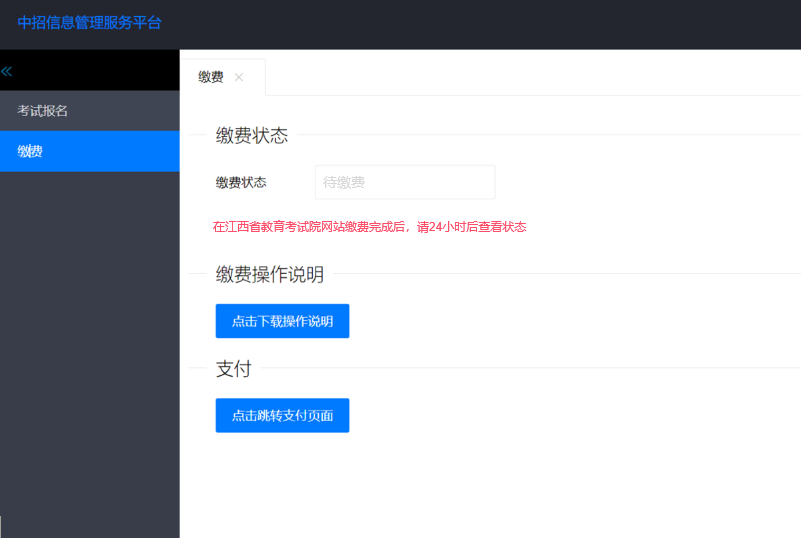 中招信息管理服务平台
缴费
考试报名
缴费
缴费状态
缴费状态
待缴费
在江西省教育考试院网站缴费完成后，请24小时后查看状态
缴费操作说明
点击下载操作说明
支付
点击跳转支付页面